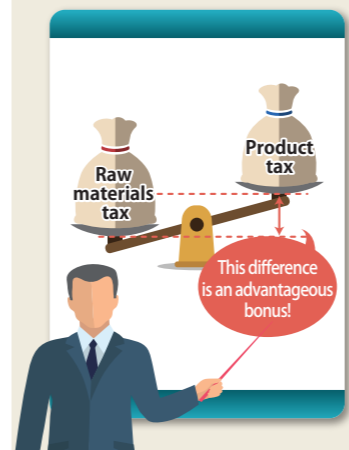 Product
tax
Raw
materials
tax
This difference
is an advantageous
bonus!